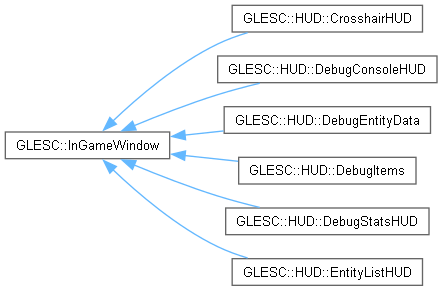 GLESC::HUD::CrosshairHUD
GLESC::HUD::DebugConsoleHUD
GLESC::HUD::DebugEntityData
GLESC::InGameWindow
GLESC::HUD::DebugItems
GLESC::HUD::DebugStatsHUD
GLESC::HUD::EntityListHUD